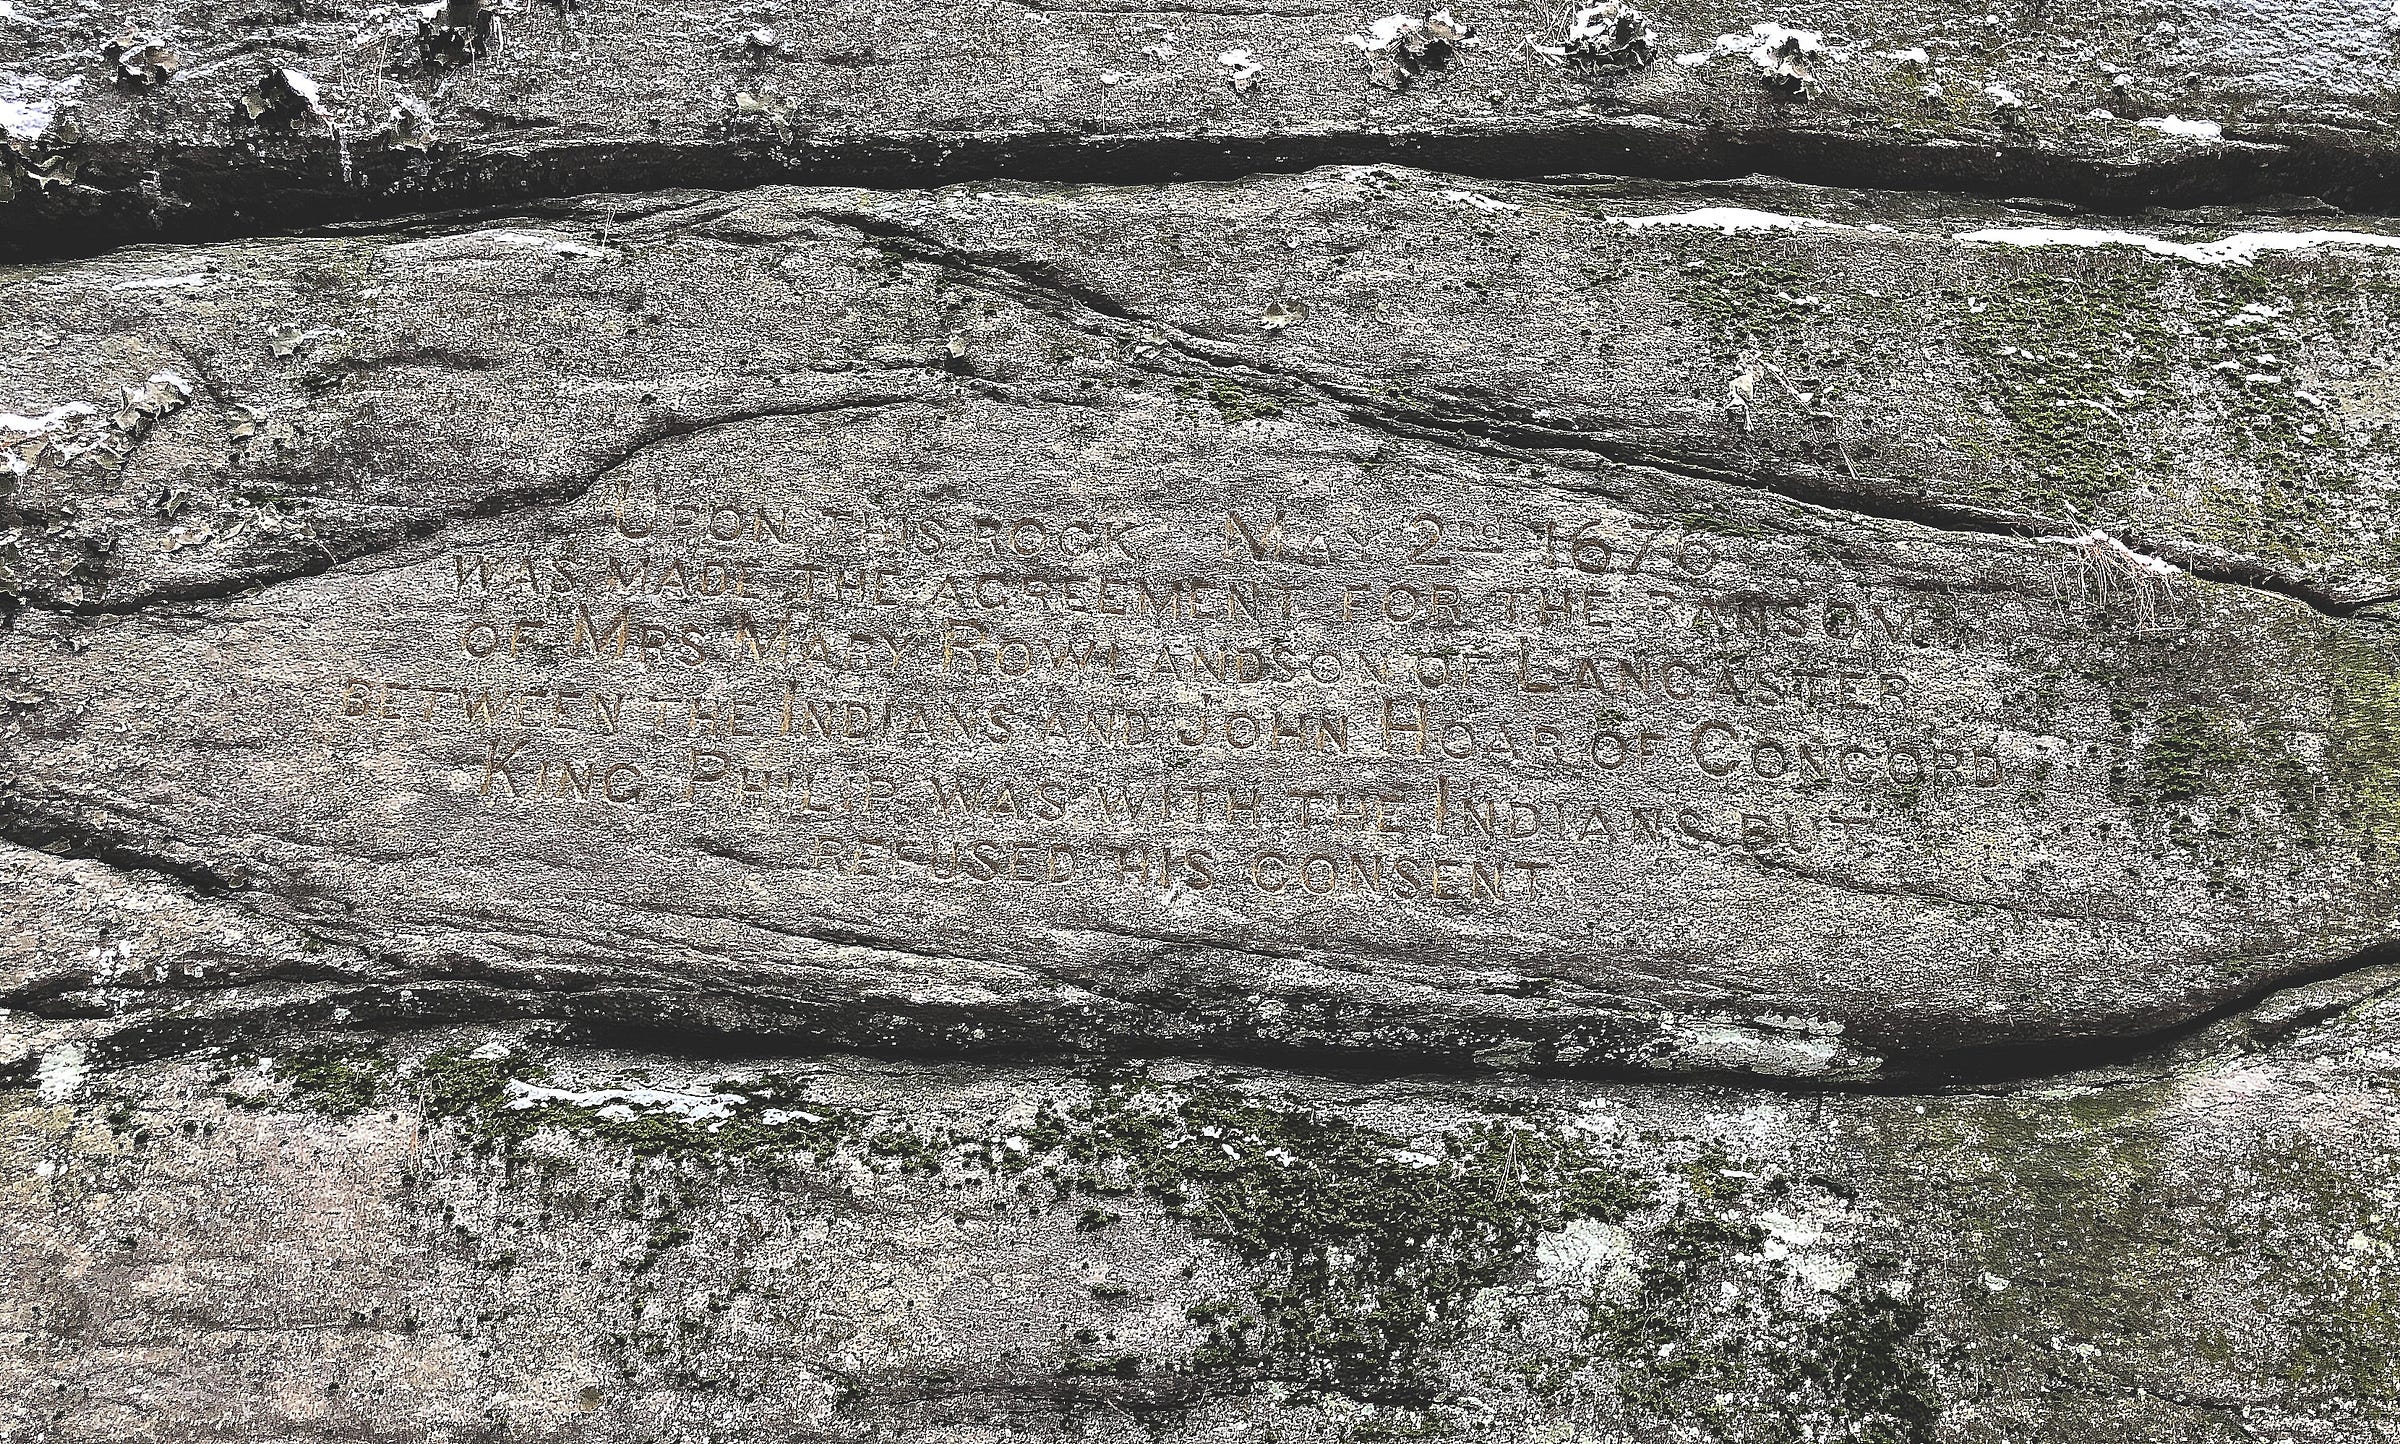 UPON THIS ROCK MAY 2ND 1676
WAS MADE THE AGREEMENT FOR THE RANSOM
OF MRS MARY ROWLANDSON OF LANCASTER
BETWEEN THE INDIANS AND JOHN HOAR OF CONCORD
KING PHILIP WAS WITH THE INDIANS BUT
REFUSED HIS CONSENT